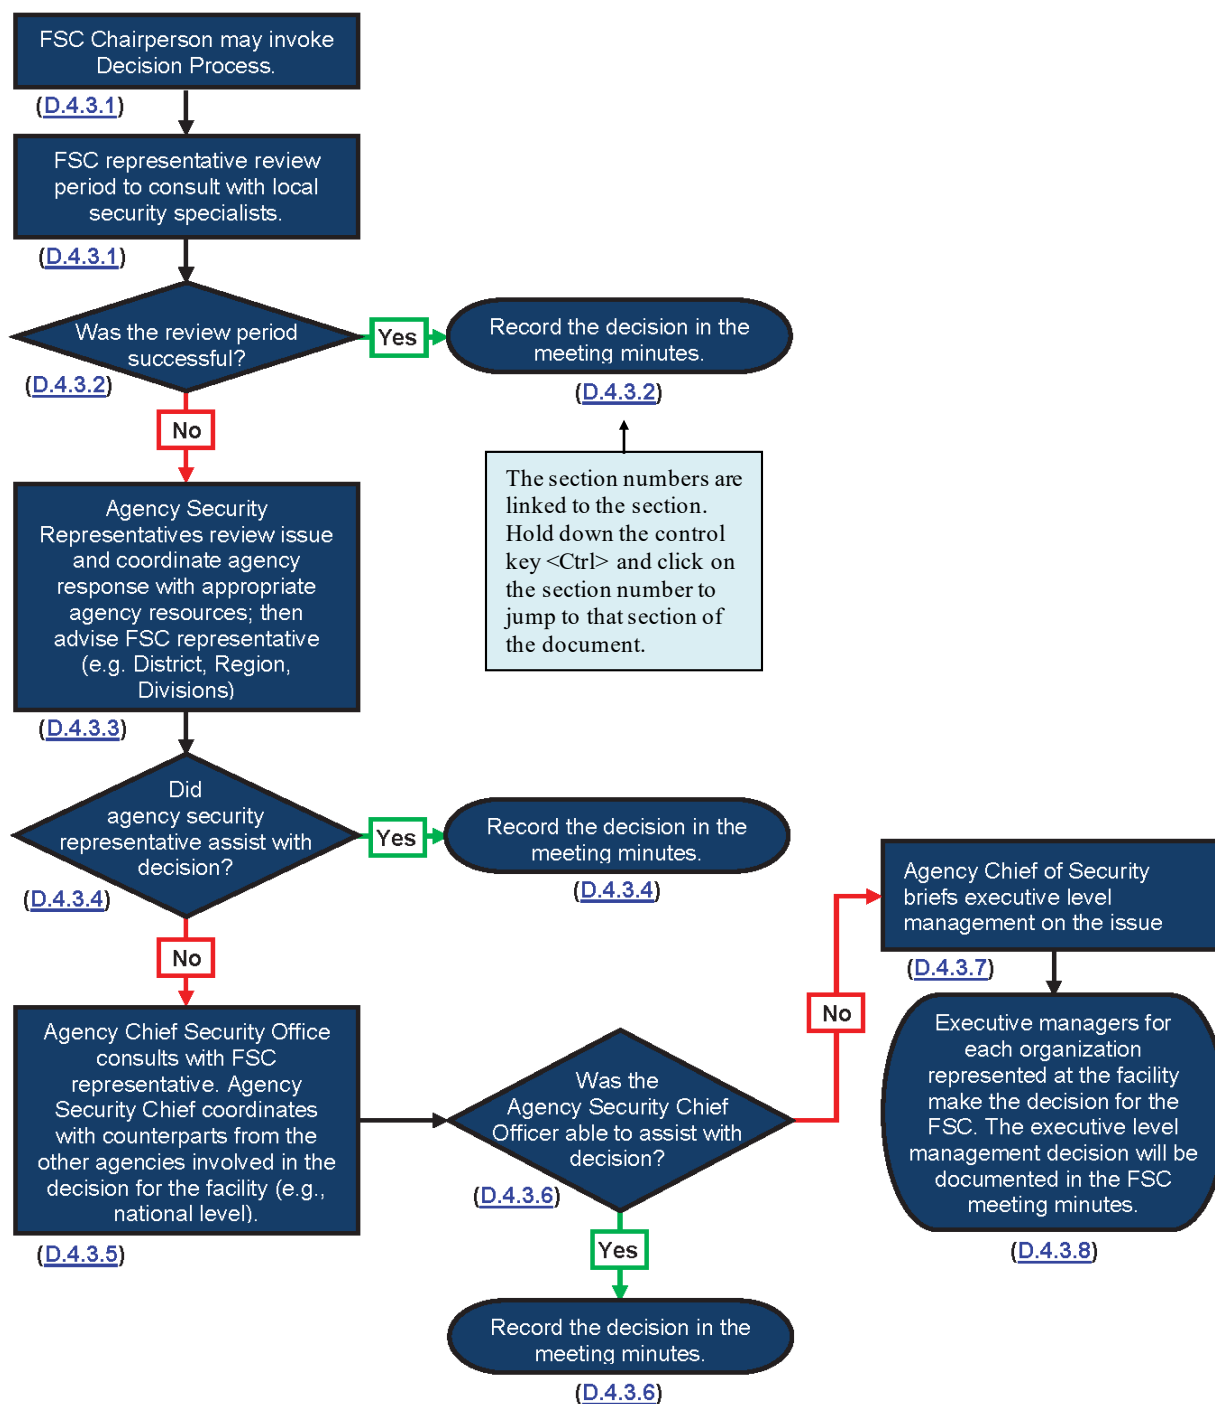 FSC Chairperson may invoke
Decision Process.
(D.4.3.1)
FSC representative review
period to consult with local
security specialists.
(D.4.3.1)
Was the review period
successful?
(D.4.3.2)
Yes
Record the decision in the
meeting minutes.
(D.4.3.2)
No
The section numbers are
linked to the section.
Hold down the control
key <Ctrl> and click on
the section number to
jump to that section of
the document.
Agency Security
Representatives review issue
and coordinate agency
response with appropriate
agency resources; then
advise FSC representative
(e.g. District, Region,
Divisions)
(D.4.3.3)
Did
agency security
representative assist with
decision?
(D.4.3.4)
Yes
Record the decision in the
meeting minutes.
(D.4.3.4)
No
Agency Chief Security Office
consults with FSC
representative. Agency
Security Chief coordinates
with counterparts from the
other agencies involved in the
decision for the facility (e.g.,
national level).
(D.4.3.5)
Was the
Agency Security Chief
Officer able to assist with
decision?
(D.4.3.6)
Yes
Record the decision in the
meeting minutes.
(D.4.3.6)
No
Agency Chief of Security
briefs executive level
management on the issue
(D.4.3.7)
Executive managers for
each organization
represented at the facility
make the decision for the
FSC. The executive level
management decision will be
documented in the FSC
meeting minutes.
(D.4.3.8)